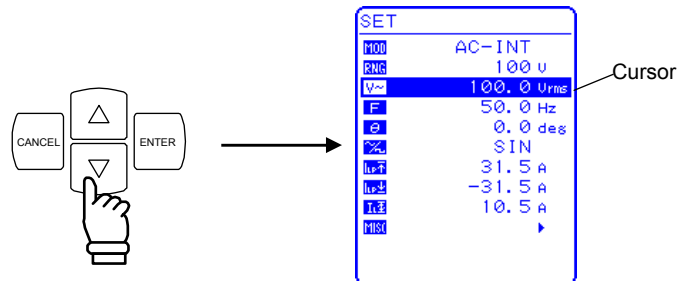 CANCEL
ENTER
SET
MOD AC-INT
RNG 100 V
V~ 100.0 Vrms
F 50.0 Hz
θ 0.0 deg
SIN
31.5 A
-31.5 A
10.5 A
MISC
Cursor